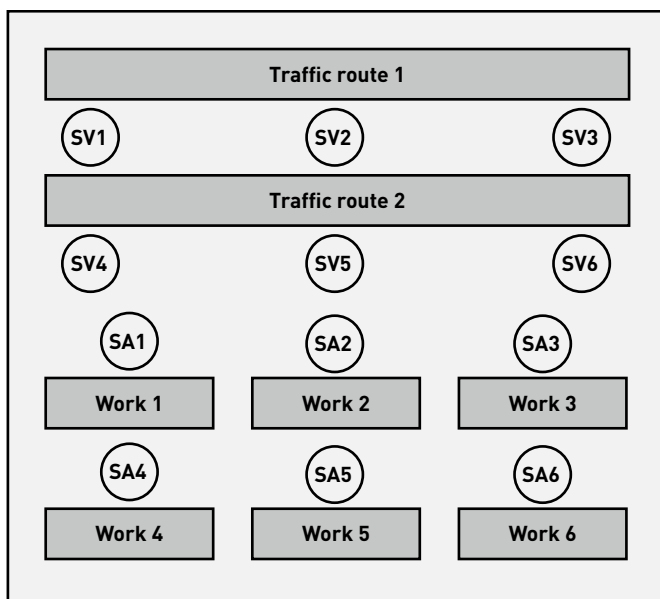 Traffic route 1
SV1 SV2 SV3
Traffic route 2
SV4 SV5 SV6
SA1 SA2 SA3
Work 1 Work 2 Work 3
SA4 SA5 SA6
Work 4 Work 5 Work 6